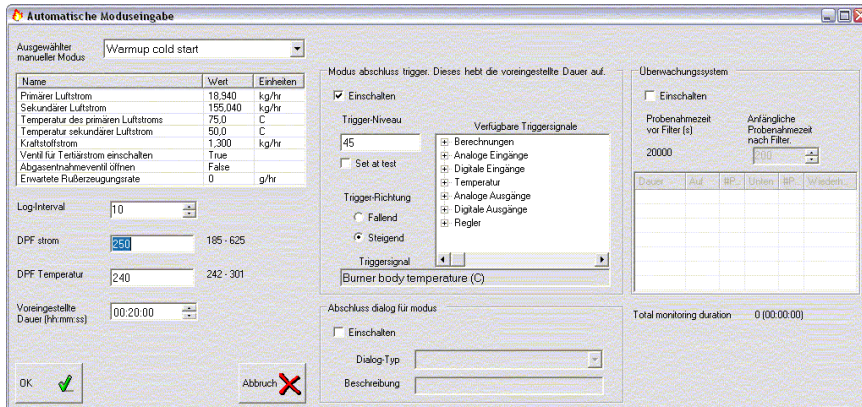 Automatische Moduseingabe
Ausgewählter
manueller Modus
Warmup cold start
Name Wert Einheiten
Primärer Luftstrom 18,940 kg/hr
Sekundärer Luftstrom 155,040 kg/hr
Temperatur des primären Luftstroms 75,0 C
Temperatur sekundärer Luftstrom 50,0 C
Kraftstoffstrom 1,300 kg/hr
Ventil für Tertiärstrom einschalten True
Abgasentnahmeventil öffnen False
Erwartete Rußerzeugungsrate 0 g/hr
Log-Interval 10
DPF strom 250 185 - 625
DPF Temperatur 240 242 - 301
Voreingestellte
Dauer (hh:mm:ss)
00:20:00
OK
Abbruch
Modus abschluss trigger. Dieses hebt die voreingestellte Dauer auf.
Einschalten
Trigger-Niveau
45
Set at test
Trigger-Richtung
Fallend
Steigend
Verfügbare Triggersignale
Berechnungen
Analoge Eingänge
Digitale Eingänge
Temperatur
Analoge Ausgänge
Digitale Ausgänge
Regler
Triggersignal
Burner body temperature (C)
Abschluss dialog für modus
Einschalten
Dialog-Typ
Beschreibung
Überwachungssystem
Einschalten
Probenahmezeit
vor Filter (s)
20000
Anfängliche
Probenahmezeit
nach Filter.
200
Dauer Auf #P... Unten #P... Wiederh...
Total monitoring duration 0 (00:00:00)